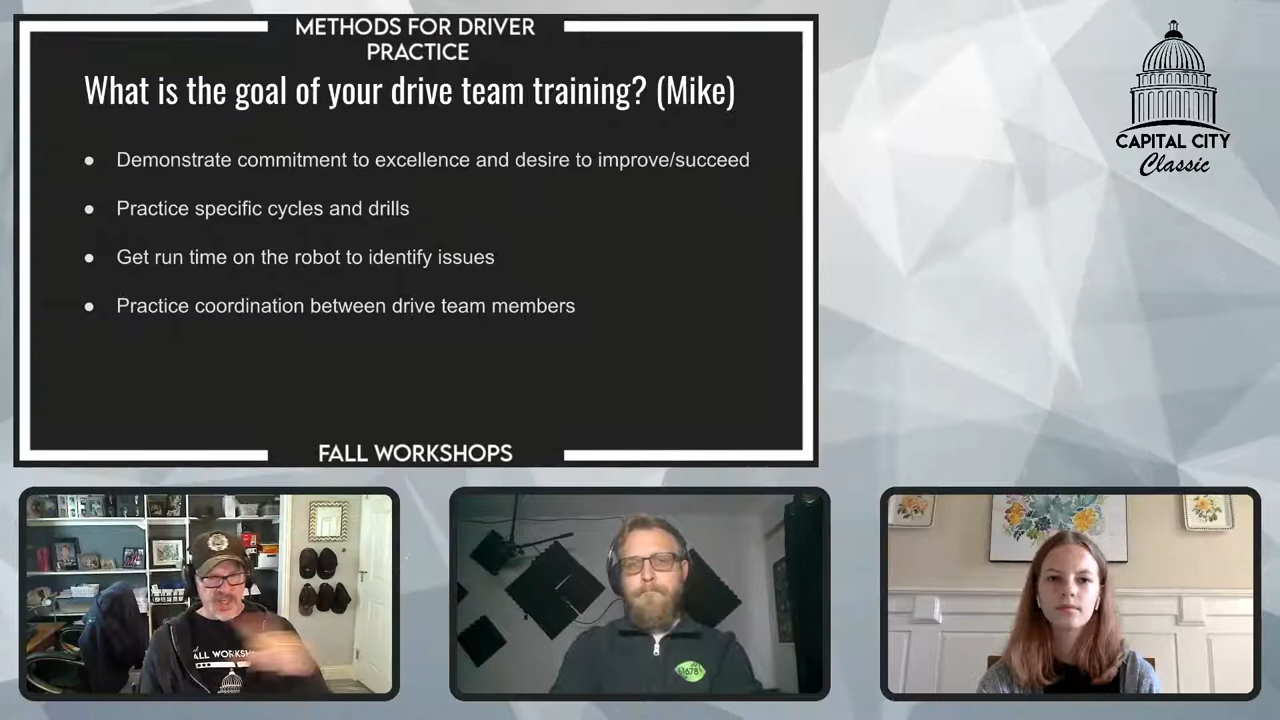 METHODS FOR DRIVER
PRACTICE
What is the goal of your drive team training? (Mike)
● Demonstrate commitment to excellence and desire to improve/succeed
● Practice specific cycles and drills
● Get run time on the robot to identify issues
● Practice coordination between drive team members
FALL WORKSHOPS
CAPITAL CITY
Classic
1678